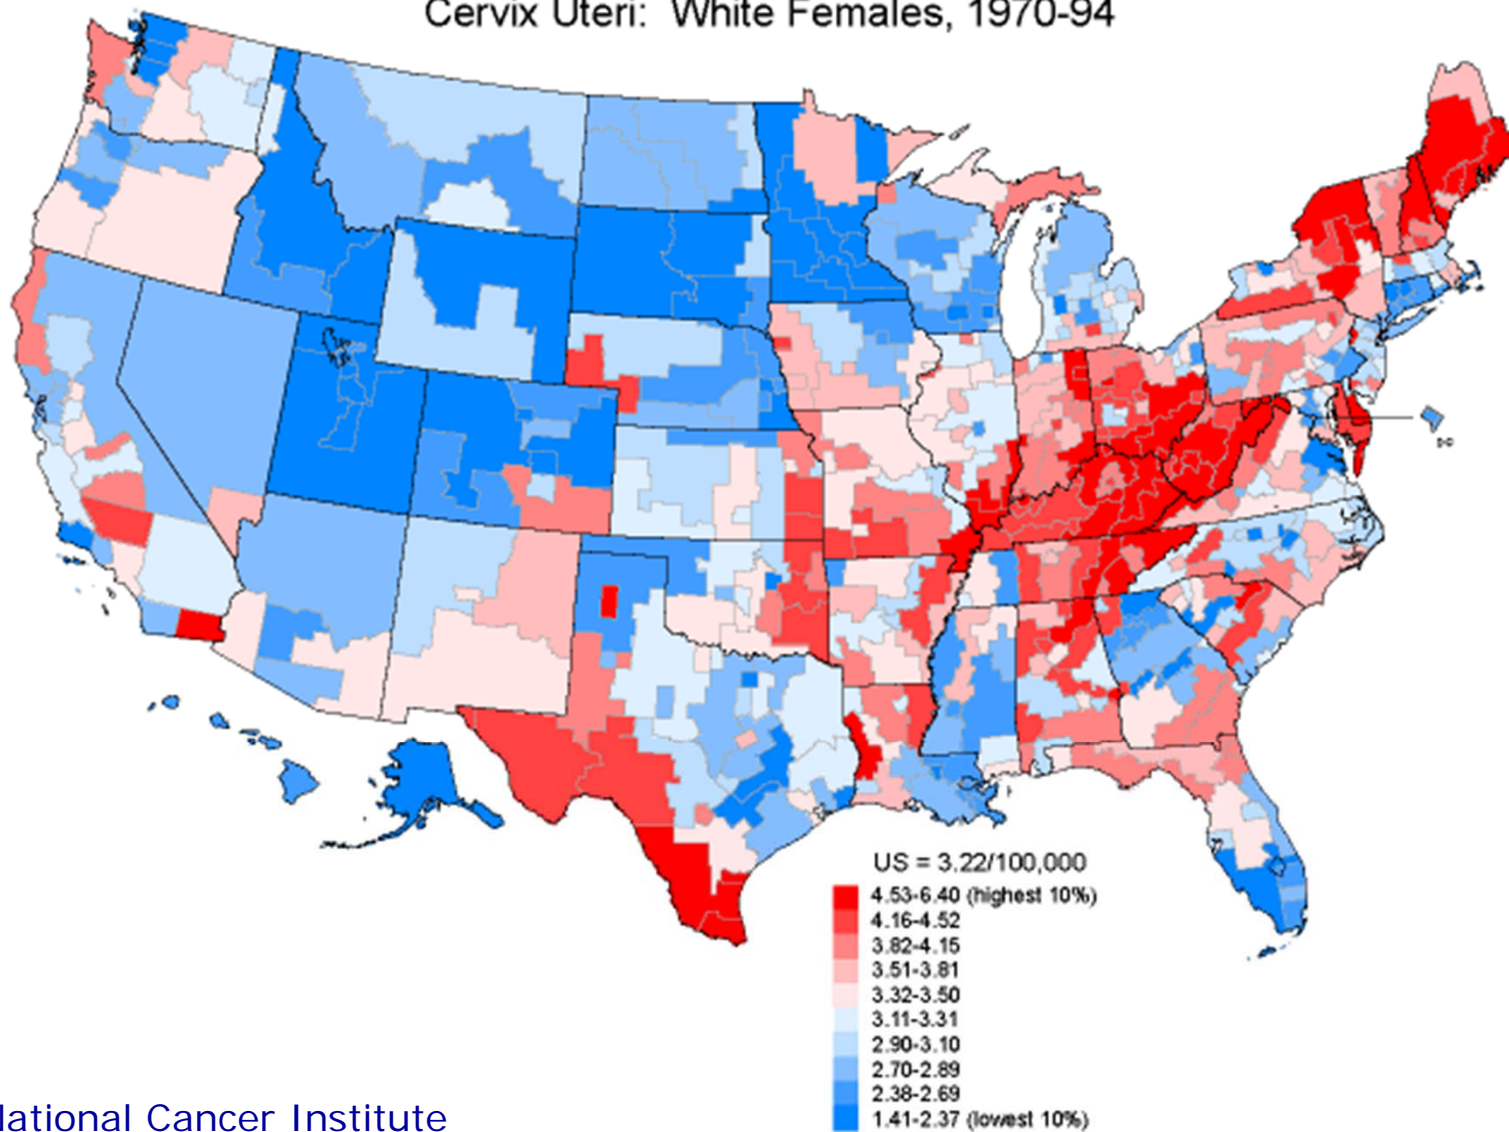 Cervix Uteri: White Females, 1970-94
US = 3.22/100,000
4.53-6.40 (highest 10%)
4.16-4.52
3.82-4.15
3.51-3.81
3.32-3.50
3.11-3.31
2.90-3.10
2.70-2.89
2.38-2.69
1.41-2.37 (lowest 10%)
lational Cancer Institute